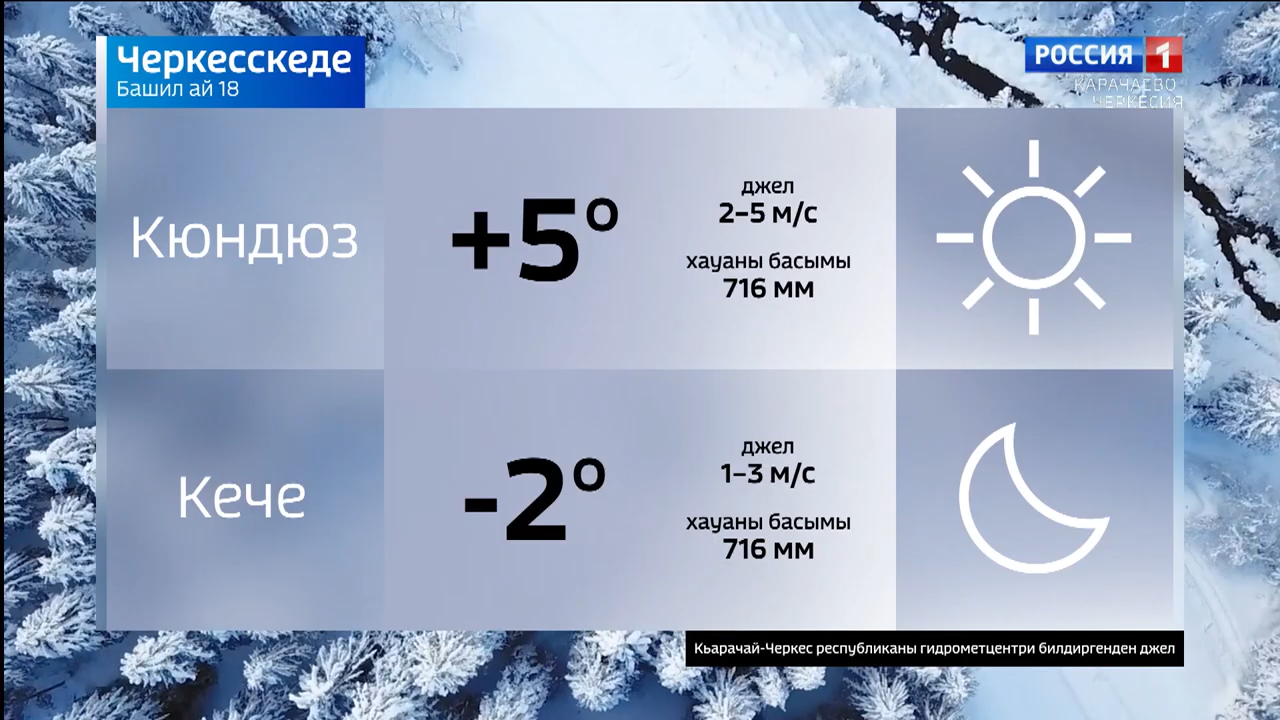 Черкесскеде
Башил ай 18
РОССИЯ 1
КАРАЧАЕВО
ЧЕРКЕСИЯ
Кюндюз
+5°
джел
2–5 м/с
хауаны басымы
716 мм
Кече
-2°
джел
1–3 м/с
хауаны басымы
716 мм
Кьарачай-Черкес республиканы гидрометцентри билдиргенден джел